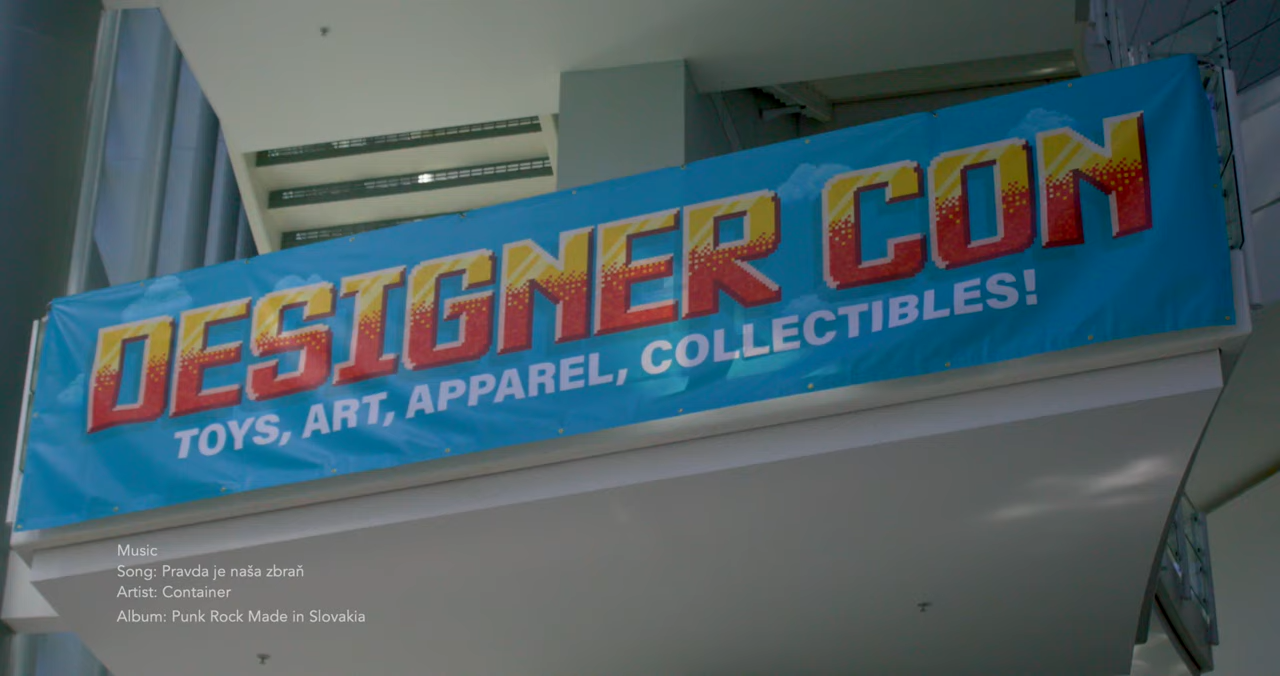 DESIGNER CON
TOYS, ART, APPAREL, COLLECTIBLES!
Music
Song: Pravda je naša zbraň
Artist: Container
Album: Punk Rock Made in Slovakia